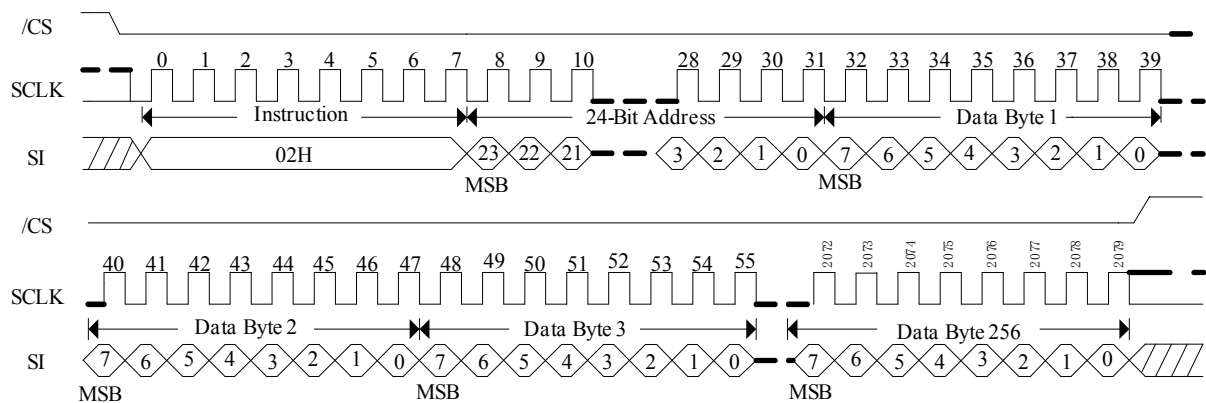 /CS
0 1 2 3 4 5 6 7 8 9 10 28 29 30 31 32 33 34 35 36 37 38 39
SCLK
Instruction 24-Bit Address Data Byte 1
SI 02H 23 22 21 3 2 1 0 7 6 5 4 3 2 1 0
MSB MSB
/CS
40 41 42 43 44 45 46 47 48 49 50 51 52 53 54 55 2072 2073 2074 2075 2076 2077 2078 2079
SCLK
Data Byte 2 Data Byte 3 Data Byte 256
SI 7 6 5 4 3 2 1 0 7 6 5 4 3 2 1 0 7 6 5 4 3 2 1 0
MSB MSB MSB